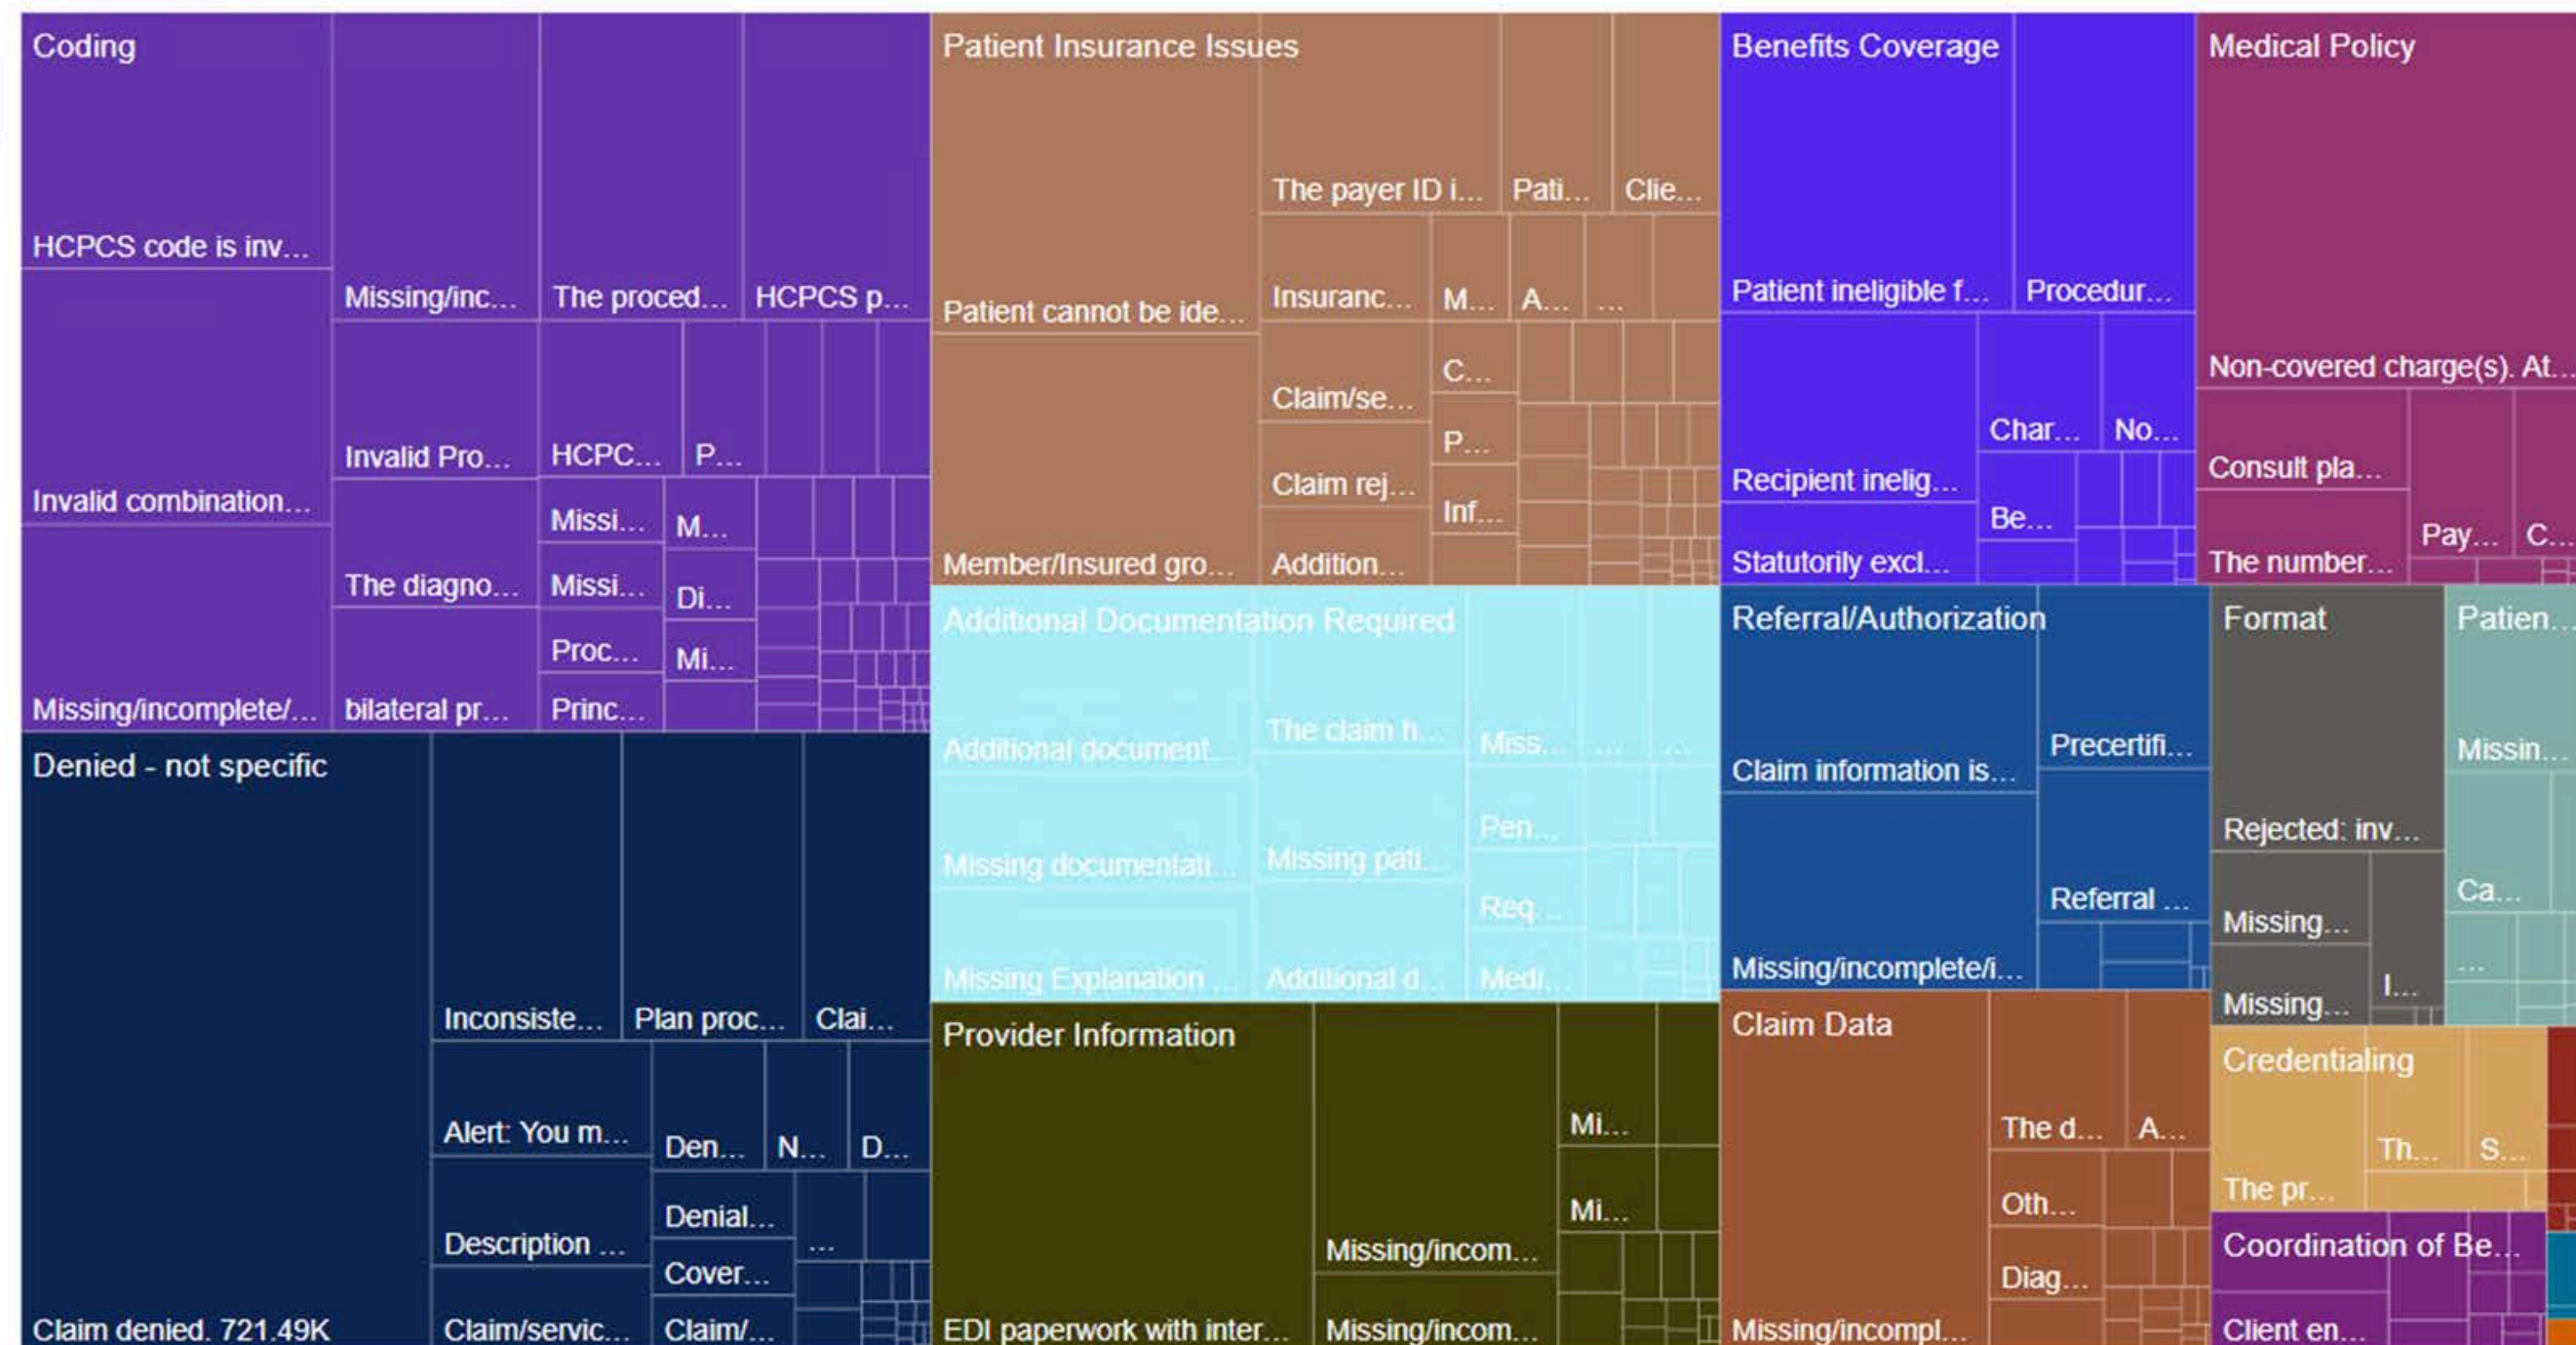 Coding
HCPCS code is inv...
Missing/inc...
The proced...
HCPCS p...
Invalid combination...
Invalid Pro...
HCPC...
P...
Missing/incomplete/...
The diagno...
bilateral pr...
Missi...
M...
Missi...
Di...
Proc...
Mi...
Princ...
Denied - not specific
Claim denied. 721.49K
Inconsiste...
Plan proc...
Clai...
Alert: You m...
Den...
N...
D...
Description ...
Denial...
...
Cover...
Claim/servic...
Claim/...
Patient Insurance Issues
Patient cannot be ide...
The payer ID i...
Pati...
Clie...
Insuranc...
M...
A...
...
Member/Insured gro...
Claim/se...
C...
P...
Claim rej...
Inf...
Addition...
Additional Documentation Required
Additional document...
The claim h...
Miss...
...
...
Missing documentati...
Missing pati...
Pen...
Req...
Missing Explanation ...
Additional d...
Medi...
Provider Information
EDI paperwork with inter...
Missing/incom...
Missing/incom...
Mi...
Mi...
Benefits Coverage
Patient ineligible f...
Procedur...
Recipient inelig...
Char...
No...
Be...
Statutorily excl...
Medical Policy
Non-covered charge(s). At...
Consult pla...
The number...
Pay...
C...
Referral/Authorization
Claim information is...
Precertifi...
Missing/incomplete/i...
Referral ...
Format
Rejected: inv...
Missing...
Missing...
I...
Patien...
Missin...
Ca...
...
Claim Data
Missing/incompl...
The d...
A...
Oth...
Diag...
Credentialing
The pr...
Th...
S...
Coordination of Be...
Client en...